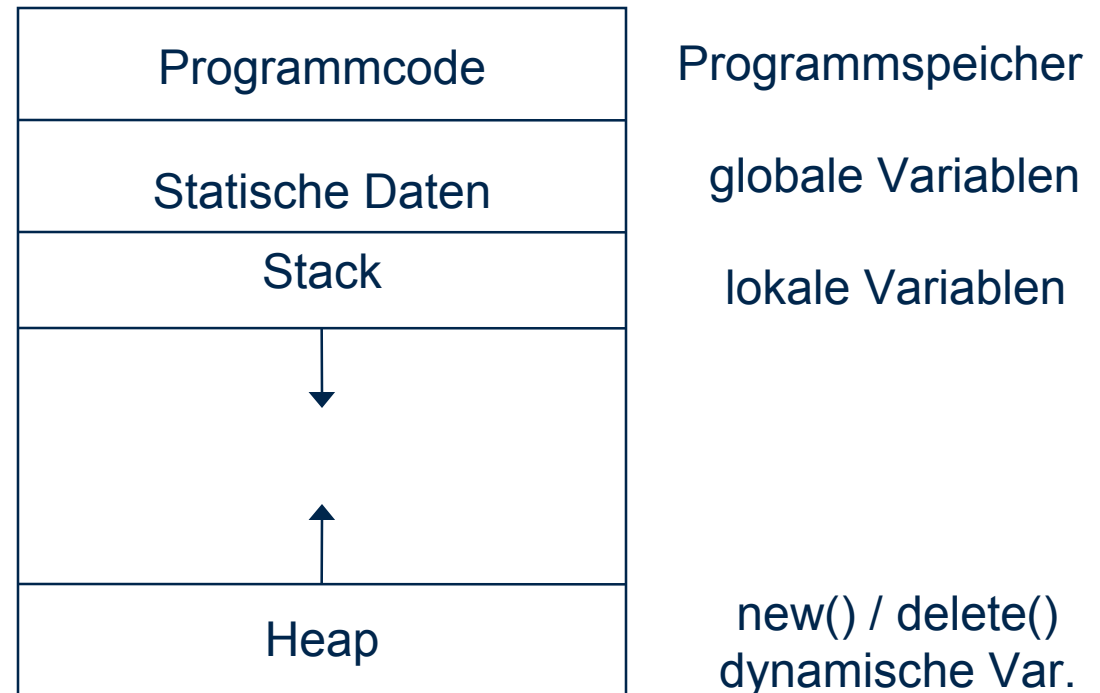 Programmcode
Programmspeicher
Statische Daten
globale Variablen
Stack
lokale Variablen
Heap
new() / delete()
dynamische Var.